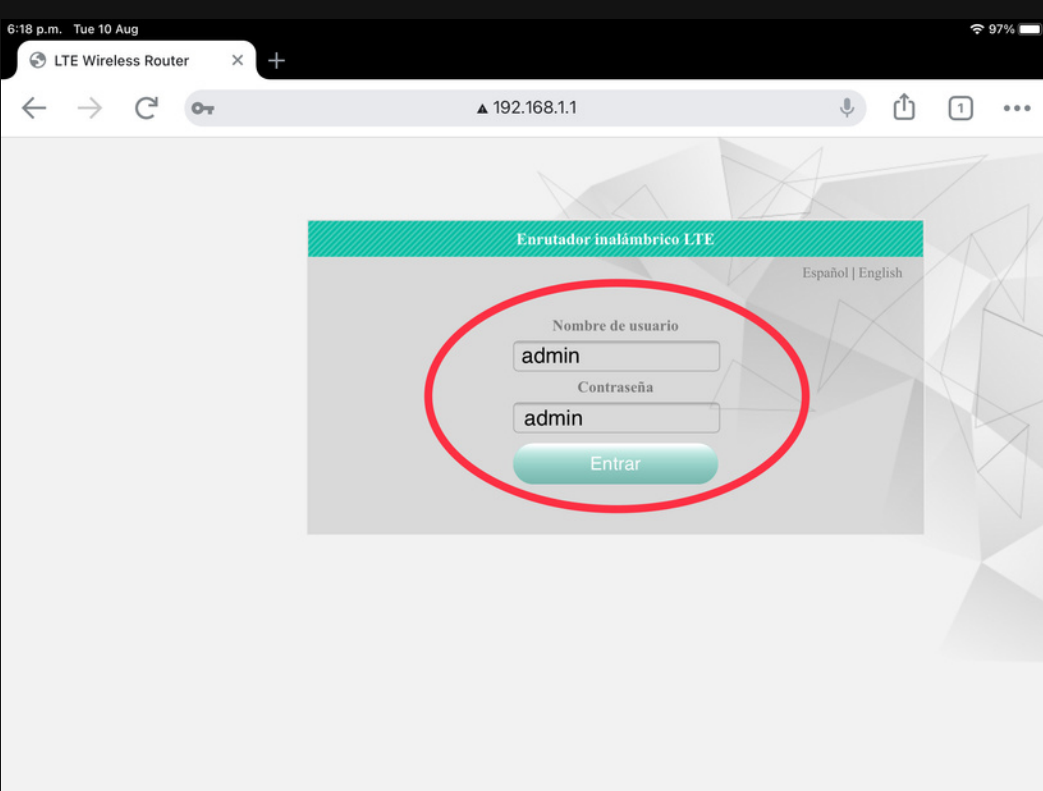 6:18 p.m. Tue 10 Aug
97%
LTE Wireless Router
192.168.1.1
1
Enrutador inalámbrico LTE
Español | English
Nombre de usuario
admin
Contraseña
admin
Entrar